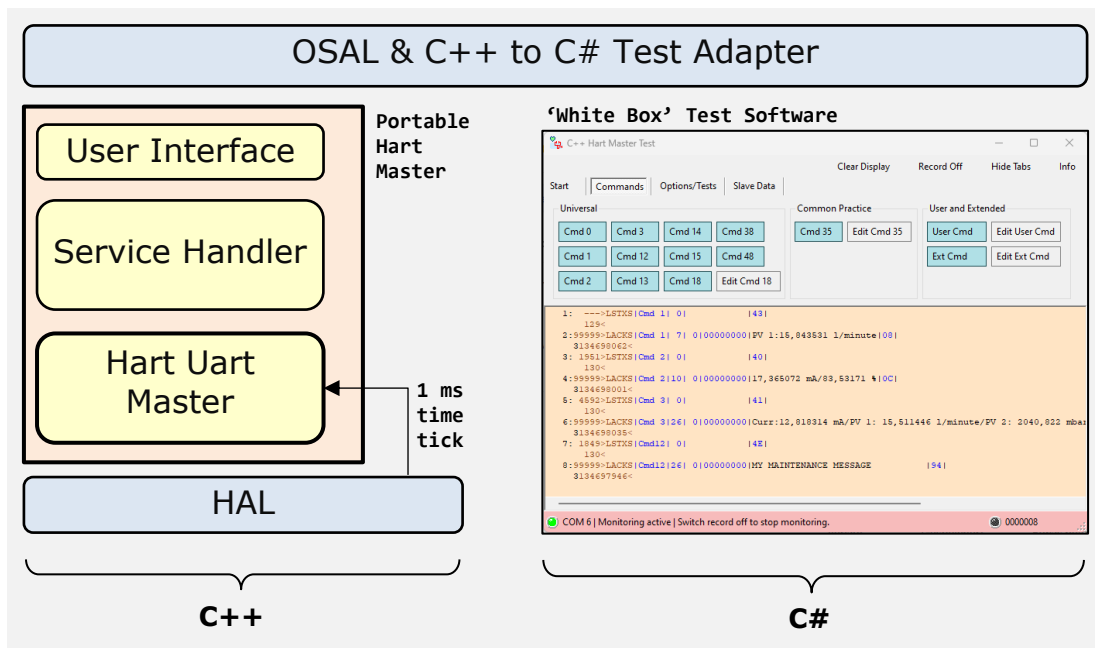 OSAL & C++ to C# Test Adapter
User Interface
Service Handler
Hart Uart
Master
Portable
Hart
Master
1 ms
time
tick
HAL
C++
‘White Box’ Test Software
C++ Hart Master Test
Clear Display Record Off Hide Tabs Info
Start Commands Options/Tests Slave Data
Universal Common Practice User and Extended
Cmd 0 Cmd 3 Cmd 14 Cmd 38 Cmd 35 Edit Cmd 35 User Cmd Edit User Cmd
Cmd 1 Cmd 12 Cmd 15 Cmd 48 Ext Cmd Edit Ext Cmd
Cmd 2 Cmd 13 Cmd 18 Edit Cmd 18
1: --->LSTXS|Cmd 1| 0| |43|
129<
2:99999>LACKS|Cmd 1| 7| 0|00000000|PV 1:15,843531 l/minute|08|
3134698062<
3: 1951>LSTXS|Cmd 2| 0| |40|
130<
4:99999>LACKS|Cmd 2|10| 0|00000000|17,365072 mA/83,53171 %|0C|
3134698001<
5: 4592>LSTXS|Cmd 3| 0| |41|
130<
6:99999>LACKS|Cmd 3|26| 0|00000000|Curr:12,818314 mA/PV 1: 15,511446 l/minute/PV 2: 2040,822 mbar
3134698035<
7: 1849>LSTXS|Cmd12| 0| |4E|
130<
8:99999>LACKS|Cmd12|26| 0|00000000|MY MAINTENANCE MESSAGE |94|
3134697946<
COM 6 | Monitoring active | Switch record off to stop monitoring. 0000008
C#